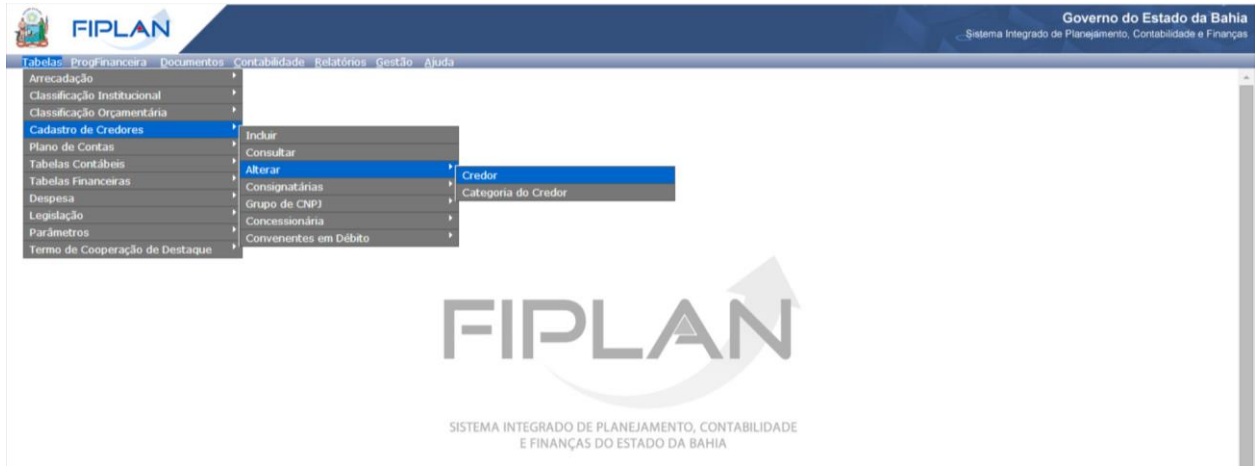 FIPLAN
Governo do Estado da Bahia
Sistema Integrado de Planejamento, Contabilidade e Finanças
Tabelas ProgFinanceira Documentos Contabilidade Relatórios Gestão Ajuda
Arrecadação
Classificação Institucional
Classificação Orçamentária
Cadastro de Credores
Plano de Contas
Tabelas Contábeis
Tabelas Financeiras
Despesa
Legislação
Parâmetros
Termo de Cooperação de Destaque
Incluir
Consultar
Alterar
Consignatárias
Grupo de CNPJ
Concessionária
Convenentes em Débito
Credor
Categoria do Credor
FIPLAN
SISTEMA INTEGRADO DE PLANEJAMENTO, CONTABILIDADE
E FINANÇAS DO ESTADO DA BAHIA